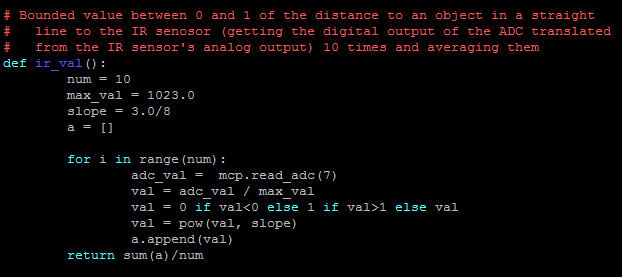 # Bounded value between 0 and 1 of the distance to an object in a straight
#   line to the IR senosor (getting the digital output of the ADC translated
#   from the IR sensor's analog output) 10 times and averaging them
def ir_val():
        num = 10
        max_val = 1023.0
        slope = 3.0/8
        a = []

        for i in range(num):
                adc_val =  mcp.read_adc(7)
                val = adc_val / max_val
                val = 0 if val<0 else 1 if val>1 else val
                val = pow(val, slope)
                a.append(val)
        return sum(a)/num